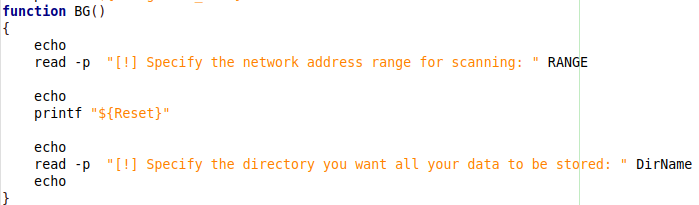 function BG()
{
    echo
    read -p  "[!] Specify the network address range for scanning: " RANGE

    echo
    printf "${Reset}"

    echo
    read -p  "[!] Specify the directory you want all your data to be stored: " DirName
    echo
}